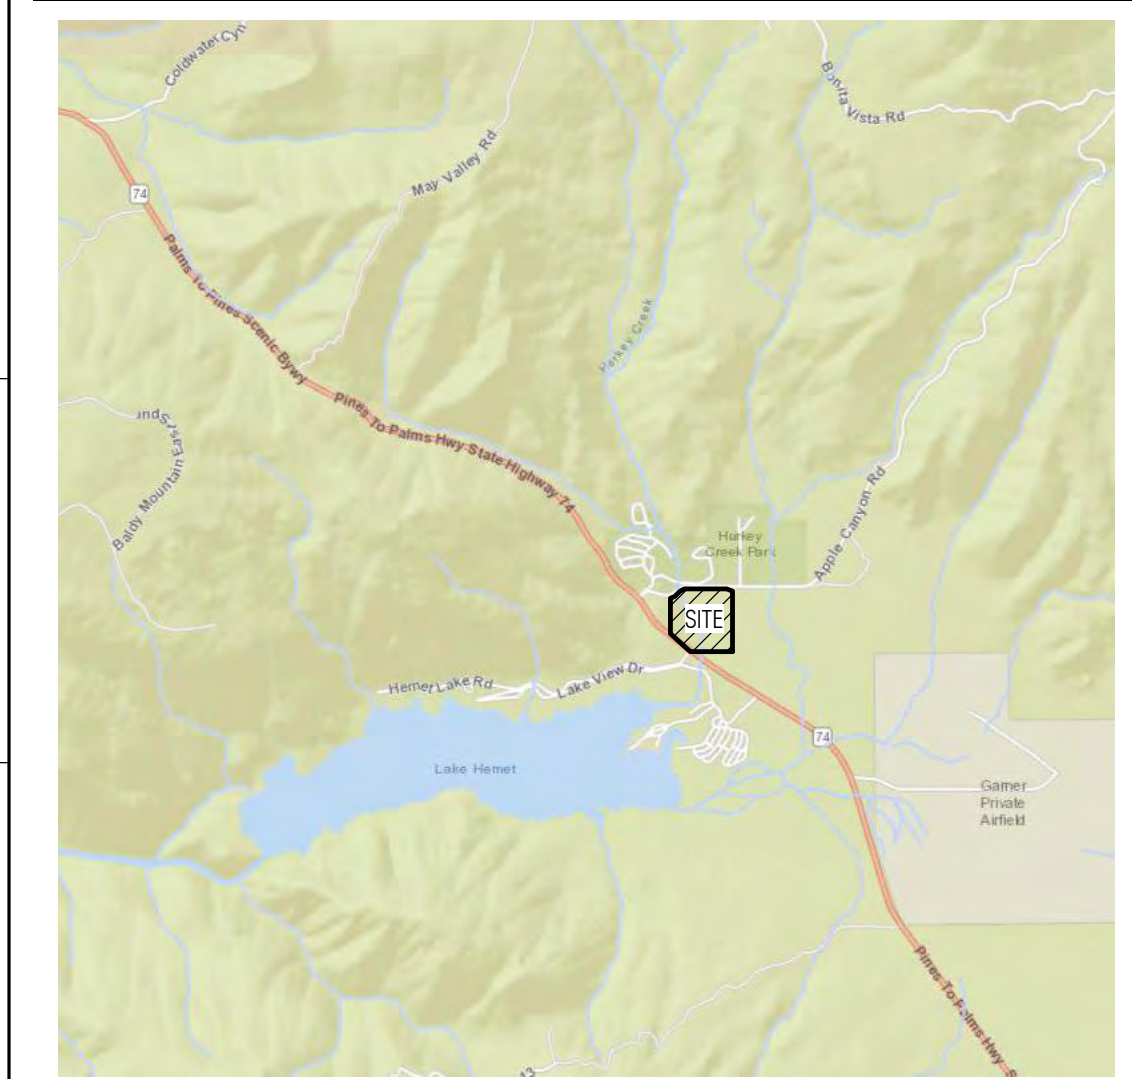 Coldwater Cyn
Bonita Vista Rd
May Valley Rd
74
Palms To Pines Scenic Bywy
Herkey Creek
Pines To Palms Hwy State Highway 74
Baldy Mountain East Spur
Hurkey
Creek Park
Apple Canyon Rd
SITE
Hemet Lake Rd
Lake View Dr
74
Lake Hemet
Garner
Private
Airfield
Pines To Palms Hwy S